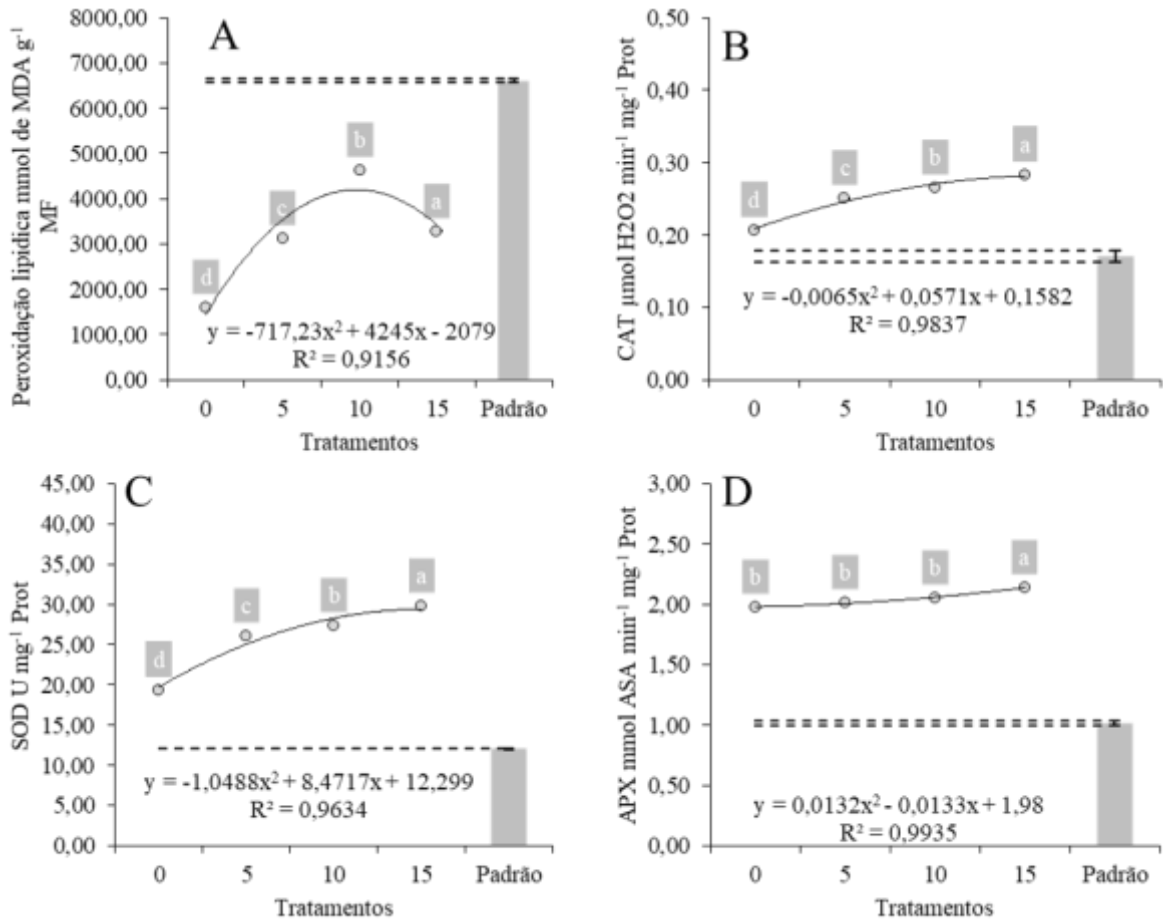 A
Peroxidação lipidica mmol de MDA g-1
MF
8000,00
7000,00
6000,00
5000,00
4000,00
3000,00
2000,00
1000,00
0,00
d
c
b
a
y = -717,23x2 + 4245x - 2079
R² = 0,9156
0 5 10 15 Padrão
Tratamentos
B
CAT µmol H2O2 min-1 mg-1 Prot
0,50
0,40
0,30
0,20
0,10
0,00
d
c
b
a
y = -0,0065x2 + 0,0571x + 0,1582
R² = 0,9837
0 5 10 15 Padrão
Tratamentos
C
SOD U mg-1 Prot
45,00
40,00
35,00
30,00
25,00
20,00
15,00
10,00
5,00
0,00
d
c
b
a
y = -1,0488x2 + 8,4717x + 12,299
R² = 0,9634
0 5 10 15 Padrão
Tratamentos
D
APX mmol ASA min-1 mg-1 Prot
3,00
2,50
2,00
1,50
1,00
0,50
0,00
b
b
b
a
y = 0,0132x2 - 0,0133x + 1,98
R² = 0,9935
0 5 10 15 Padrão
Tratamentos